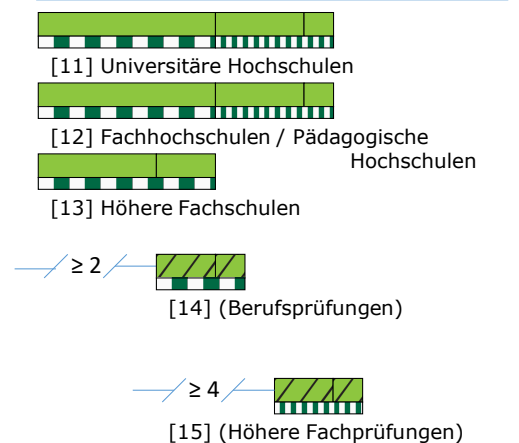 [11] Universitäre Hochschulen
[12] Fachhochschulen / Pädagogische
Hochschulen
[13] Höhere Fachschulen
≥ 2
[14] (Berufsprüfungen)
≥ 4
[15] (Höhere Fachprüfungen)